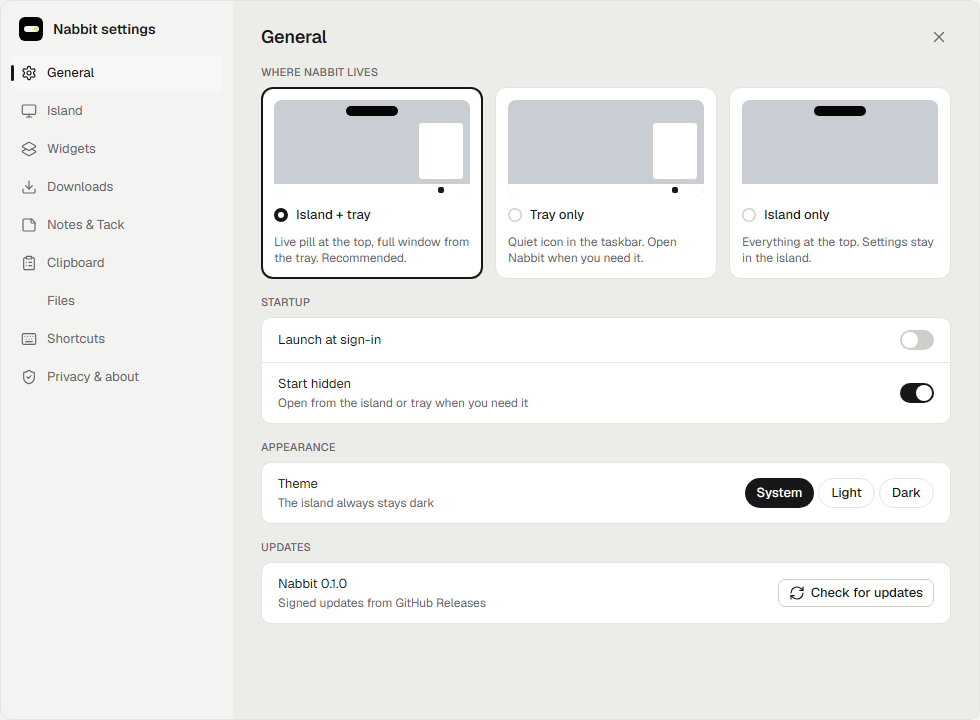 Nabbit settings
General
Island
Widgets
Downloads
Notes & Tack
Clipboard
Files
Shortcuts
Privacy & about
General
WHERE NABBIT LIVES
Island + tray
Live pill at the top, full window from
the tray. Recommended.
Tray only
Quiet icon in the taskbar. Open
Nabbit when you need it.
Island only
Everything at the top. Settings stay
in the island.
STARTUP
Launch at sign-in
Start hidden
Open from the island or tray when you need it
APPEARANCE
Theme
The island always stays dark
System
Light
Dark
UPDATES
Nabbit 0.1.0
Signed updates from GitHub Releases
Check for updates